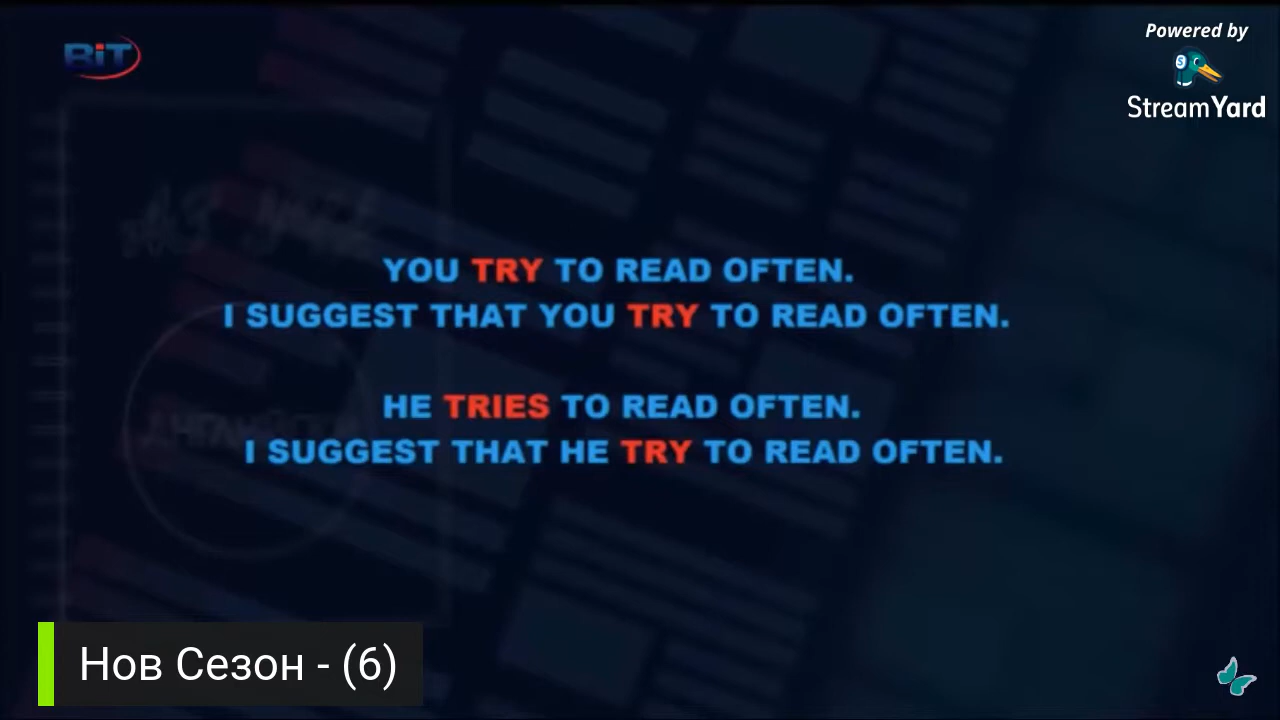 BiT
Powered by
StreamYard
YOU TRY TO READ OFTEN.
I SUGGEST THAT YOU TRY TO READ OFTEN.
HE TRIES TO READ OFTEN.
I SUGGEST THAT HE TRY TO READ OFTEN.
Нов Сезон - (6)